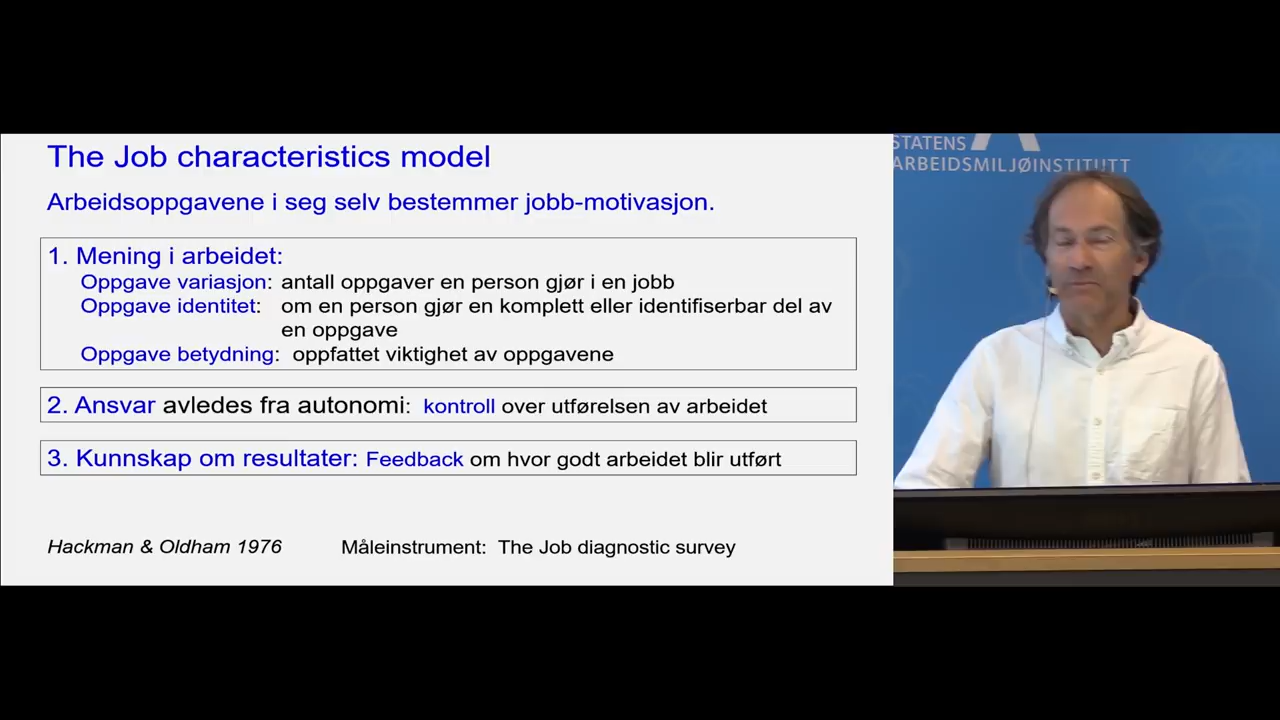 The Job characteristics model
Arbeidsoppgavene i seg selv bestemmer jobb-motivasjon.
1. Mening i arbeidet:
Oppgave variasjon: antall oppgaver en person gjør i en jobb
Oppgave identitet: om en person gjør en komplett eller identifiserbar del av
en oppgave
Oppgave betydning: oppfattet viktighet av oppgavene
2. Ansvar avledes fra autonomi: kontroll over utførelsen av arbeidet
3. Kunnskap om resultater: Feedback om hvor godt arbeidet blir utført
Hackman & Oldham 1976 Måleinstrument: The Job diagnostic survey
STATENS
ARBEIDSMILJØINSTITUTT